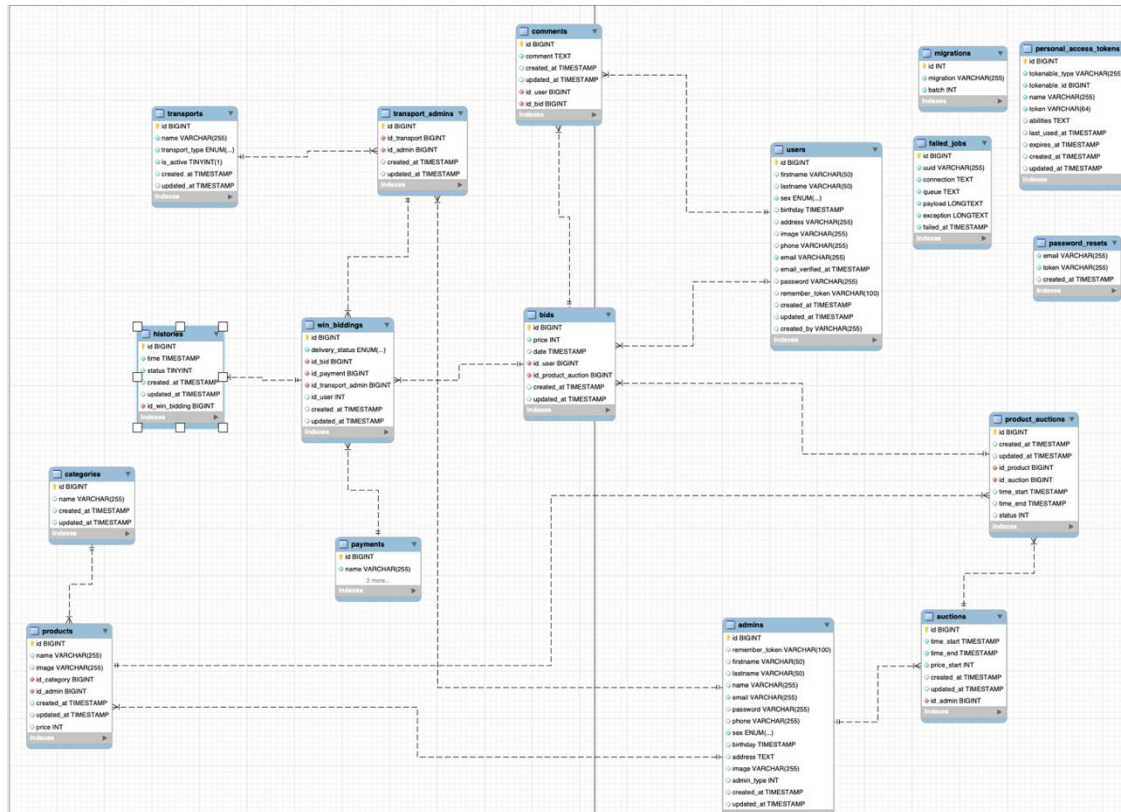 comments
id BIGINT
comment TEXT
created_at TIMESTAMP
updated_at TIMESTAMP
id_user BIGINT
id_bid BIGINT
Indexes
migrations
id INT
migration VARCHAR(255)
batch INT
Indexes
personal_access_tokens
id BIGINT
tokenable_type VARCHAR(255)
tokenable_id BIGINT
name VARCHAR(255)
token VARCHAR(64)
abilities TEXT
last_used_at TIMESTAMP
expires_at TIMESTAMP
created_at TIMESTAMP
updated_at TIMESTAMP
Indexes
transports
id BIGINT
name VARCHAR(255)
transport_type ENUM(...)
is_active TINYINT(1)
created_at TIMESTAMP
updated_at TIMESTAMP
Indexes
transport_admins
id BIGINT
id_transport BIGINT
id_admin BIGINT
created_at TIMESTAMP
updated_at TIMESTAMP
Indexes
users
id BIGINT
firstname VARCHAR(50)
lastname VARCHAR(50)
sex ENUM(...)
birthday TIMESTAMP
address VARCHAR(255)
image VARCHAR(255)
phone VARCHAR(255)
email VARCHAR(255)
email_verified_at TIMESTAMP
password VARCHAR(255)
remember_token VARCHAR(100)
created_at TIMESTAMP
updated_at TIMESTAMP
created_by VARCHAR(255)
Indexes
failed_jobs
id BIGINT
uuid VARCHAR(255)
connection TEXT
queue TEXT
payload LONGTEXT
exception LONGTEXT
failed_at TIMESTAMP
Indexes
password_resets
email VARCHAR(255)
token VARCHAR(255)
created_at TIMESTAMP
Indexes
histories
id BIGINT
time TIMESTAMP
status TINYINT
created_at TIMESTAMP
updated_at TIMESTAMP
id_win_bidding BIGINT
Indexes
win_biddings
id BIGINT
delivery_status ENUM(...)
id_bid BIGINT
id_payment BIGINT
id_transport_admin BIGINT
id_user INT
created_at TIMESTAMP
updated_at TIMESTAMP
Indexes
bids
id BIGINT
price INT
date TIMESTAMP
id_user BIGINT
id_product_auction BIGINT
created_at TIMESTAMP
updated_at TIMESTAMP
Indexes
product_auctions
id BIGINT
created_at TIMESTAMP
updated_at TIMESTAMP
id_product BIGINT
id_auction BIGINT
time_start TIMESTAMP
time_end TIMESTAMP
status INT
Indexes
categories
id BIGINT
name VARCHAR(255)
created_at TIMESTAMP
updated_at TIMESTAMP
Indexes
payments
id BIGINT
name VARCHAR(255)
2 more...
Indexes
products
id BIGINT
name VARCHAR(255)
image VARCHAR(255)
id_category BIGINT
id_admin BIGINT
created_at TIMESTAMP
updated_at TIMESTAMP
price INT
Indexes
admins
id BIGINT
remember_token VARCHAR(100)
firstname VARCHAR(50)
lastname VARCHAR(50)
name VARCHAR(255)
email VARCHAR(255)
password VARCHAR(255)
phone VARCHAR(255)
sex ENUM(...)
birthday TIMESTAMP
address TEXT
image VARCHAR(255)
admin_type INT
created_at TIMESTAMP
updated_at TIMESTAMP
auctions
id BIGINT
time_start TIMESTAMP
time_end TIMESTAMP
price_start INT
created_at TIMESTAMP
updated_at TIMESTAMP
id_admin BIGINT
Indexes